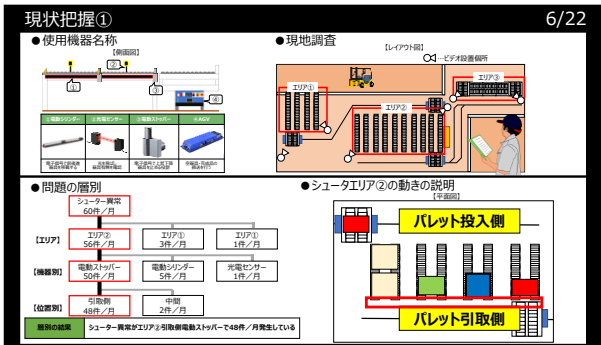 現状把握①
6/22
●使用機器名称
【側面図】
②
①
③
④
①電動シリンダー
②光電センサー
③電動ストッパー
④AGV
●現地調査
【レイアウト図】
…ビデオ設置個所
エリア①
エリア②
エリア③
●問題の層別
シューター異常
60件/月
【エリア】
エリア②
56件/月
エリア①
3件/月
エリア①
1件/月
【機器別】
電動ストッパー
50件/月
電動シリンダー
5件/月
光電センサー
1件/月
【位置別】
引取側
48件/月
中間
2件/月
層別の結果
シューター異常がエリア②引取側電動ストッパーで48件/月発生している
●シュータエリア②の動きの説明
【平面図】
パレット投入側
パレット引取側